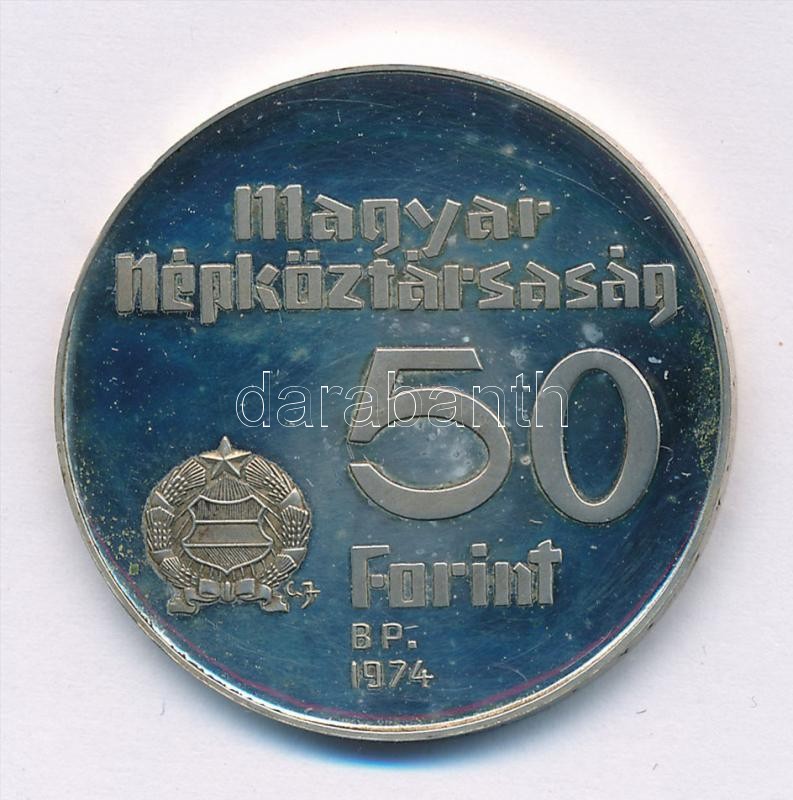 Magyar
Népköztársaság
50
darabanth
Forint
BP.
1974